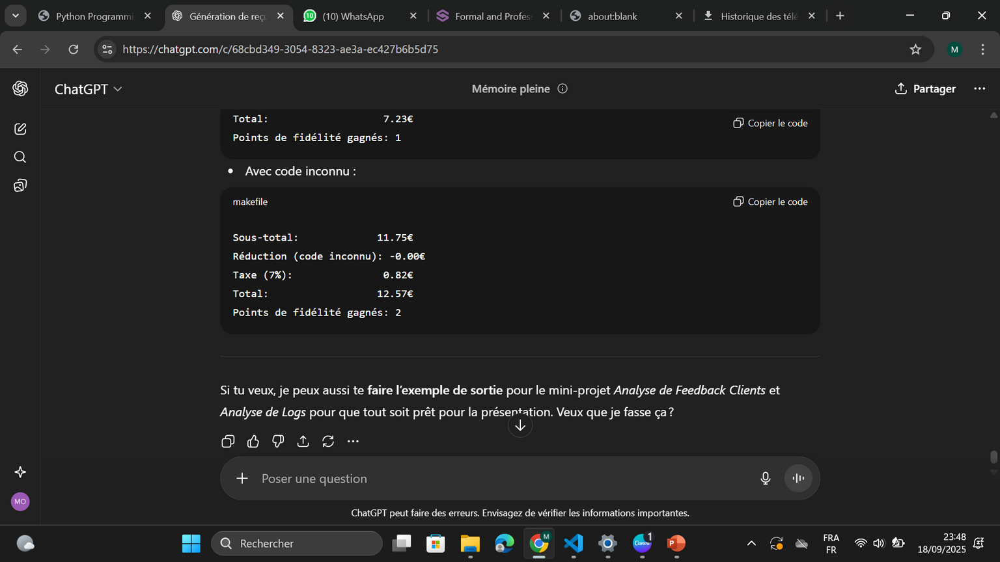 Python Programmi
Génération de reçu
(10) WhatsApp
Formal and Profess
about:blank
Historique des télé
https://chatgpt.com/c/68cbd349-3054-8323-ae3a-ec427b6b5d75
M
ChatGPT
Mémoire pleine
Partager
Total: 7.23€
Copier le code
Points de fidélité gagnés: 1
• Avec code inconnu :
makefile
Copier le code
Sous-total: 11.75€
Réduction (code inconnu): -0.00€
Taxe (7%): 0.82€
Total: 12.57€
Points de fidélité gagnés: 2
Si tu veux, je peux aussi te faire l'exemple de sortie pour le mini-projet Analyse de Feedback Clients et
Analyse de Logs pour que tout soit prêt pour la présentation. Veux que je fasse ça ?
Poser une question
MO
ChatGPT peut faire des erreurs. Envisagez de vérifier les informations importantes.
Rechercher
M
Canva
1
P
FRA
FR
23:48
18/09/2025